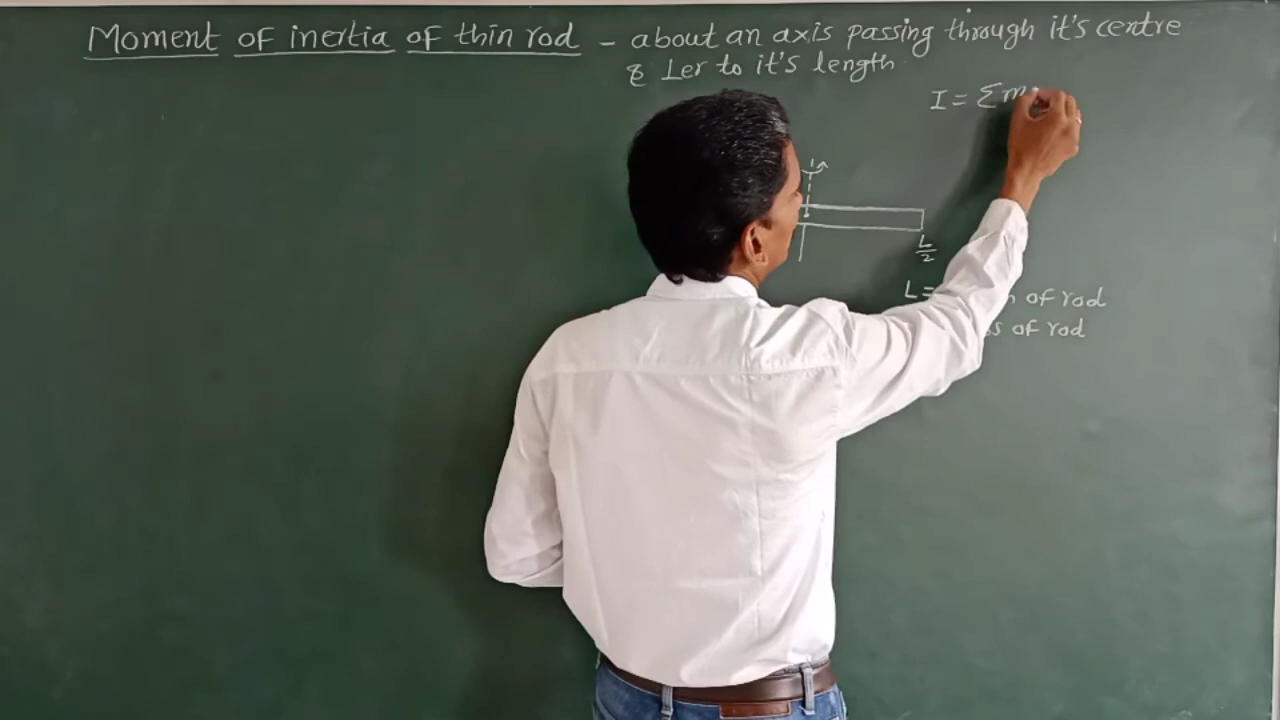 Moment of inertia of thin rod – about an axis passing through it's centre
& ⊥er to it's length
I = Σm
L/2
L= of rod
of rod